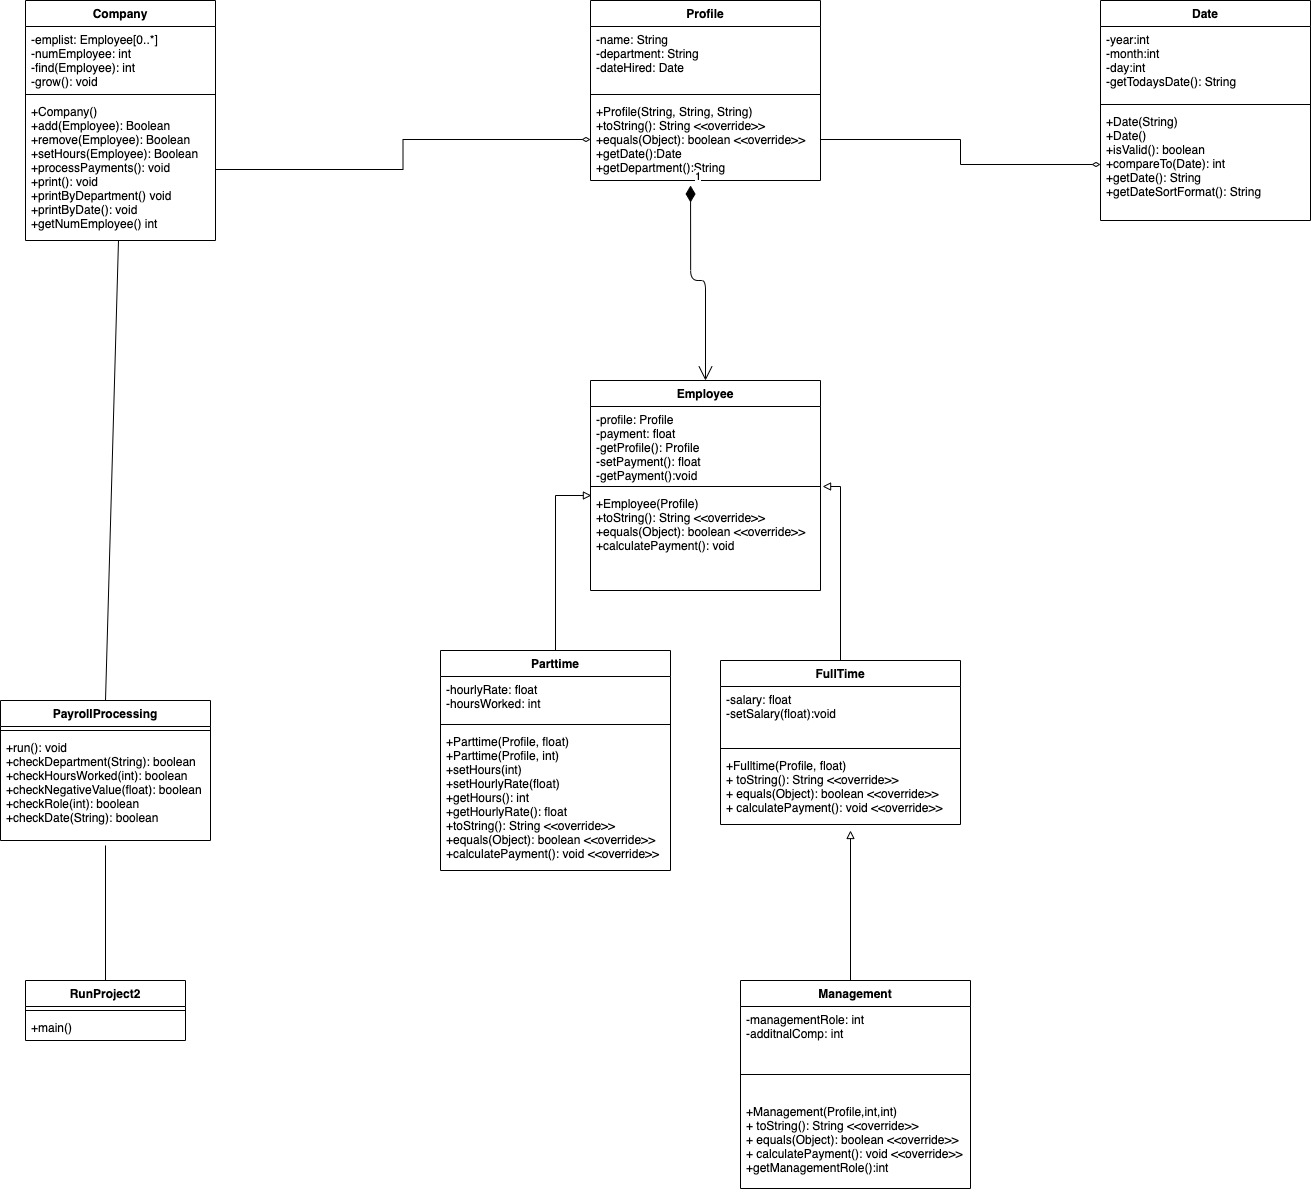 Company
-emplist: Employee[0..*]
-numEmployee: int
-find(Employee): int
-grow(): void
+Company()
+add(Employee): Boolean
+remove(Employee): Boolean
+setHours(Employee): Boolean
+processPayments(): void
+print(): void
+printByDepartment() void
+printByDate(): void
+getNumEmployee() int
Profile
-name: String
-department: String
-dateHired: Date
+Profile(String, String, String)
+toString(): String <<override>>
+equals(Object): boolean <<override>>
+getDate():Date
+getDepartment():String
1
Date
-year:int
-month:int
-day:int
-getTodaysDate(): String
+Date(String)
+Date()
+isValid(): boolean
+compareTo(Date): int
+getDate(): String
+getDateSortFormat(): String
Employee
-profile: Profile
-payment: float
-getProfile(): Profile
-setPayment(): float
-getPayment():void
+Employee(Profile)
+toString(): String <<override>>
+equals(Object): boolean <<override>>
+calculatePayment(): void
Parttime
-hourlyRate: float
-hoursWorked: int
+Parttime(Profile, float)
+Parttime(Profile, int)
+setHours(int)
+setHourlyRate(float)
+getHours(): int
+getHourlyRate(): float
+toString(): String <<override>>
+equals(Object): boolean <<override>>
+calculatePayment(): void <<override>>
FullTime
-salary: float
-setSalary(float):void
+Fulltime(Profile, float)
+ toString(): String <<override>>
+ equals(Object): boolean <<override>>
+ calculatePayment(): void <<override>>
PayrollProcessing
+run(): void
+checkDepartment(String): boolean
+checkHoursWorked(int): boolean
+checkNegativeValue(float): boolean
+checkRole(int): boolean
+checkDate(String): boolean
RunProject2
+main()
Management
-managementRole: int
-additnalComp: int
+Management(Profile,int,int)
+ toString(): String <<override>>
+ equals(Object): boolean <<override>>
+ calculatePayment(): void <<override>>
+getManagementRole():int